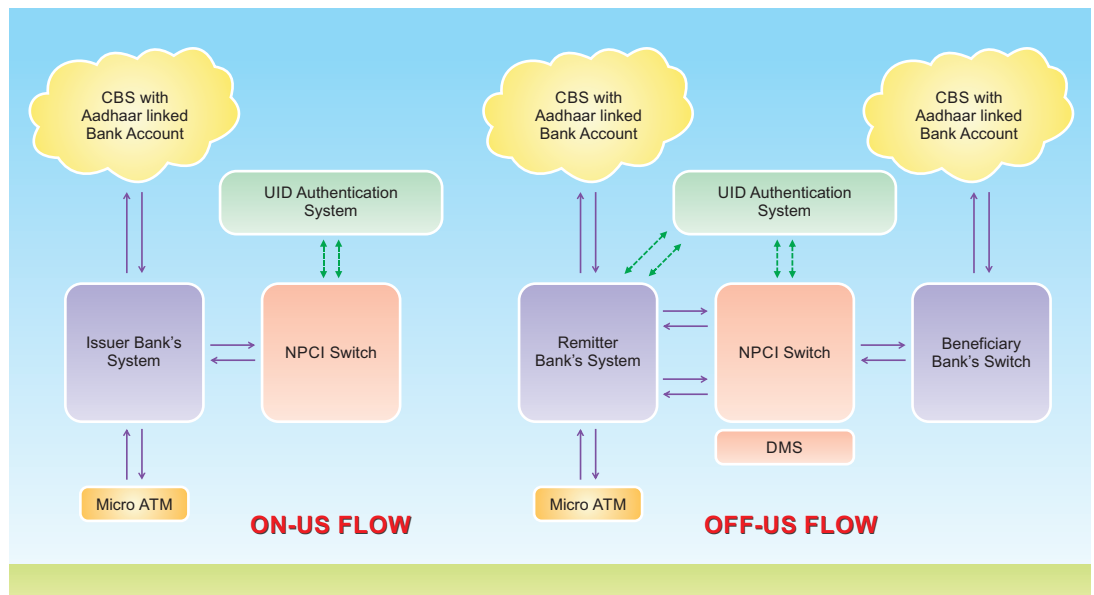 CBS with
Aadhaar linked
Bank Account
UID Authentication
System
Issuer Bank's
System
NPCI Switch
Micro ATM
ON-US FLOW
CBS with
Aadhaar linked
Bank Account
CBS with
Aadhaar linked
Bank Account
UID Authentication
System
Remitter
Bank's System
NPCI Switch
Beneficiary
Bank's Switch
DMS
Micro ATM
OFF-US FLOW